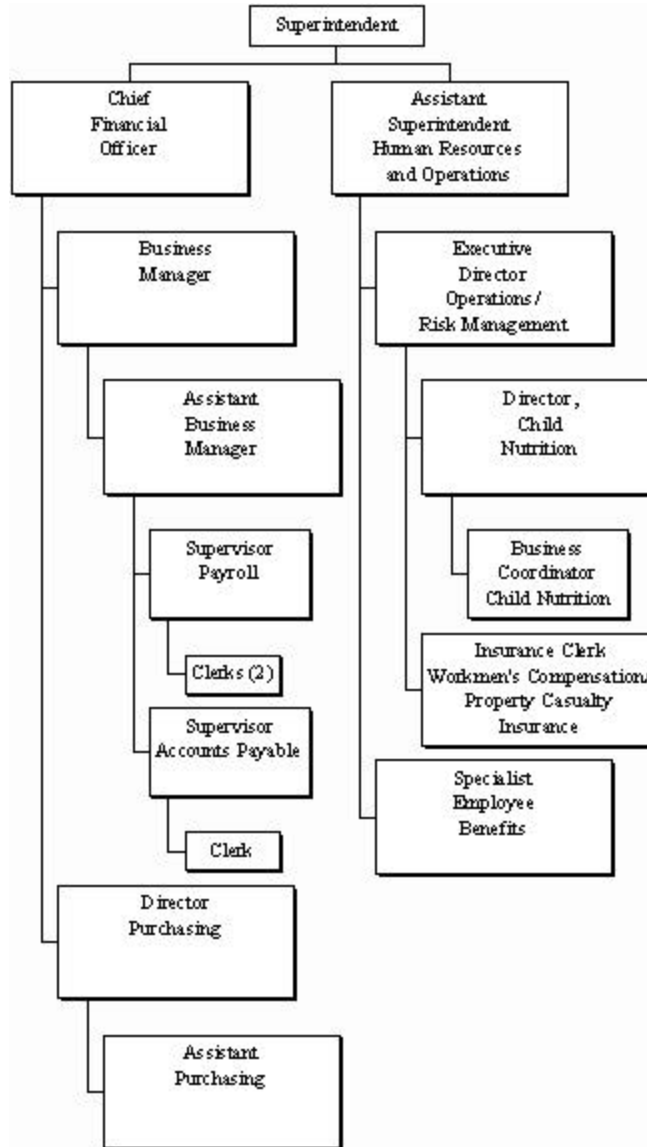 Superintendent
Chief
Financial
Officer
Business
Manager
Assistant
Business
Manager
Supervisor
Payroll
Clerks (2)
Supervisor
Accounts Payable
Clerk
Director
Purchasing
Assistant
Purchasing
Assistant
Superintendent
Human Resources
and Operations
Executive
Director
Operations/
Risk Management
Director,
Child
Nutrition
Business
Coordinator
Child Nutrition
Insurance Clerk
Workmen's Compensation/
Property Casualty
Insurance
Specialist
Employee
Benefits